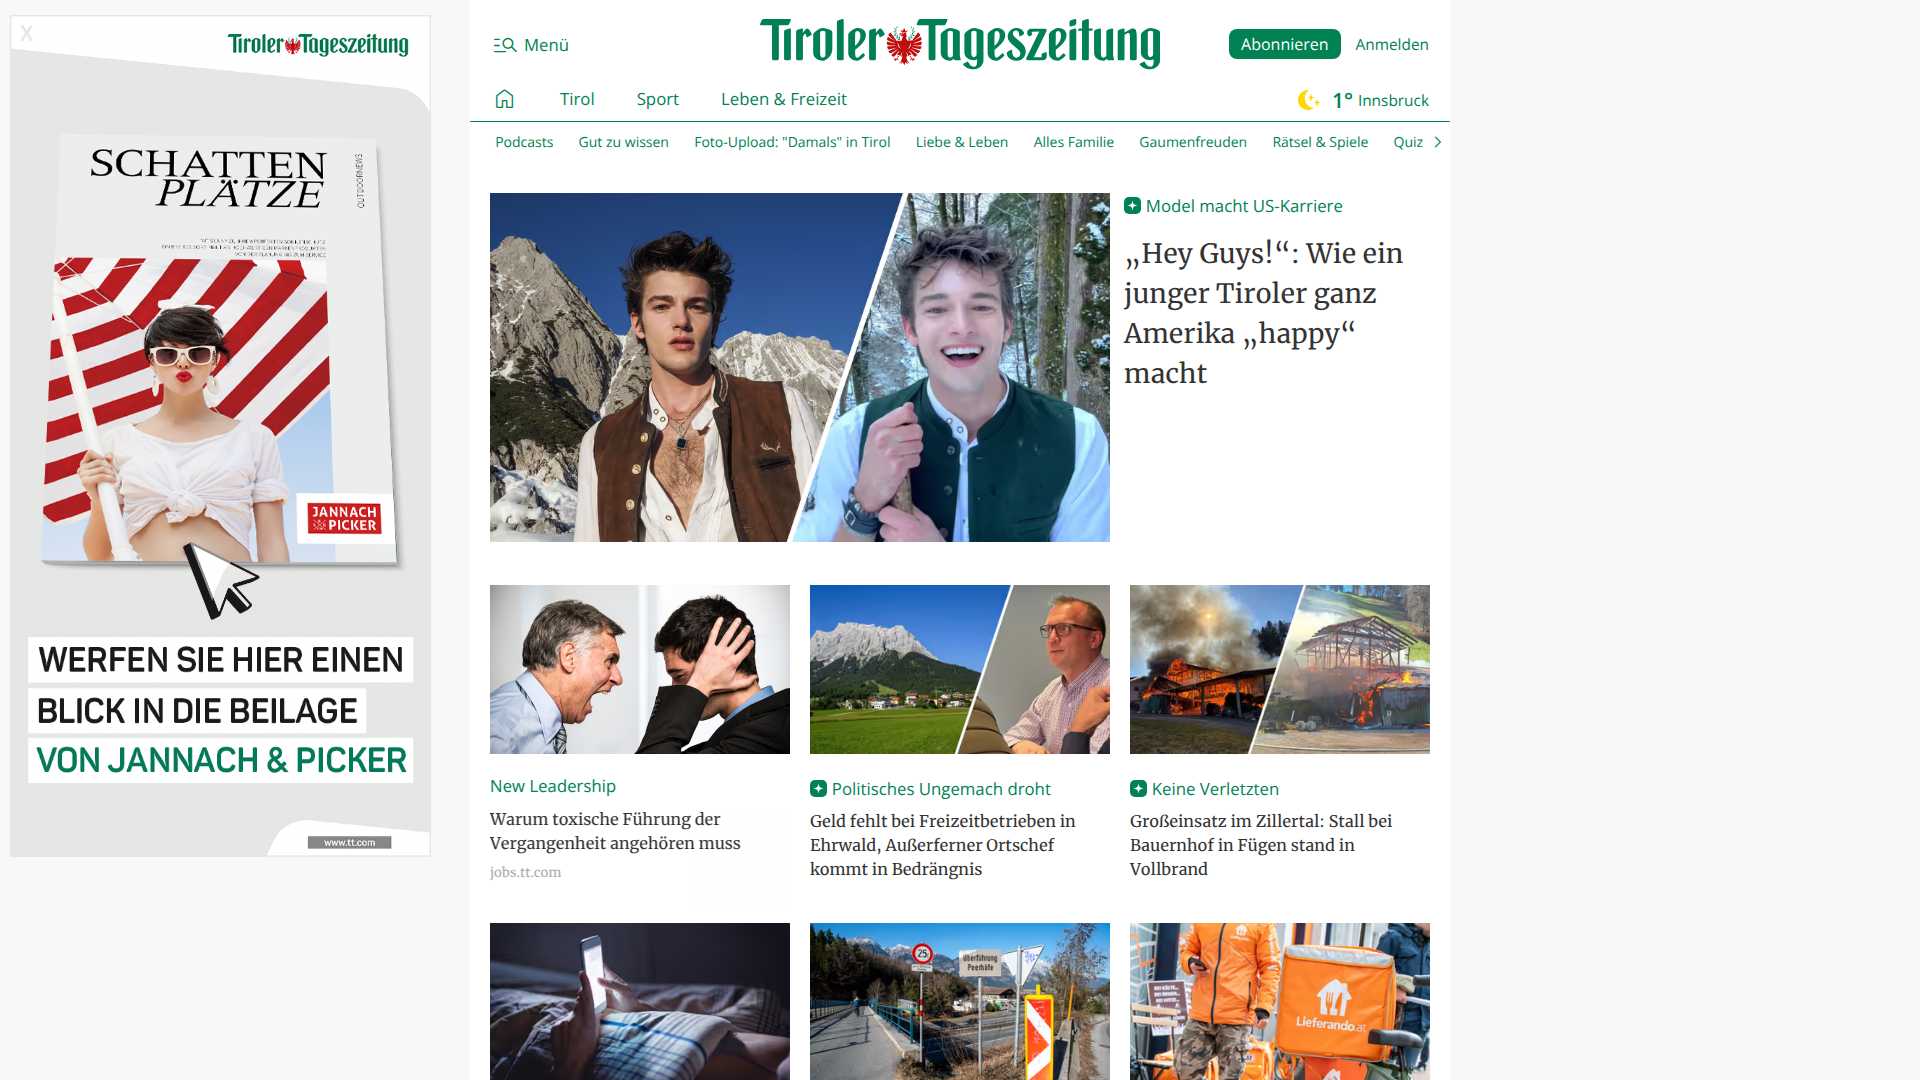 X
Tiroler Tageszeitung
SCHATTEN
PLÄTZE
OUTDOORNEWS
JANNACH
& PICKER
WERFEN SIE HIER EINEN
BLICK IN DIE BEILAGE
VON JANNACH & PICKER
www.tt.com
Menü
Tiroler Tageszeitung
Abonnieren
Anmelden
Tirol
Sport
Leben & Freizeit
1° Innsbruck
Podcasts
Gut zu wissen
Foto-Upload: "Damals" in Tirol
Liebe & Leben
Alles Familie
Gaumenfreuden
Rätsel & Spiele
Quiz
Model macht US-Karriere
„Hey Guys!“: Wie ein
junger Tiroler ganz
Amerika „happy“
macht
New Leadership
Warum toxische Führung der
Vergangenheit angehören muss
jobs.tt.com
Politisches Ungemach droht
Geld fehlt bei Freizeitbetrieben in
Ehrwald, Außerferner Ortschef
kommt in Bedrängnis
Keine Verletzten
Großeinsatz im Zillertal: Stall bei
Bauernhof in Fügen stand in
Vollbrand
25
Überführung
Peerhöfe
Lieferando.at